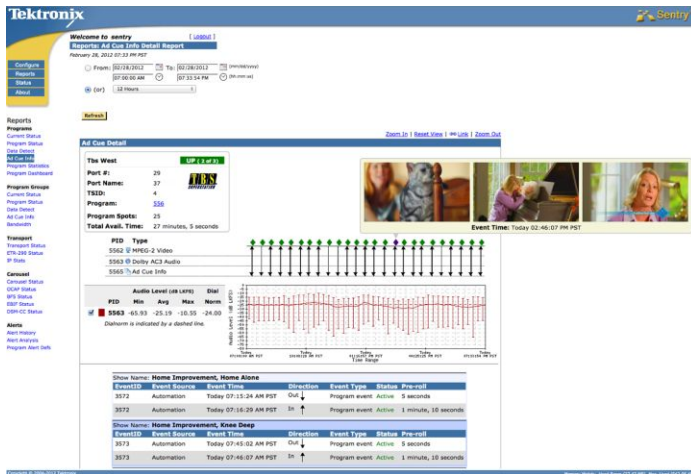 Tektronix
Sentry
Welcome to sentry [ Logout ]
Reports: Ad Cue Info Detail Report
February 28, 2012 07:33 PM PST
From: 02/28/2012 To: 02/28/2012 (mm/dd/yyyy)
07:00:00 AM 07:33:54 PM (hh:mm:ss)
(or) 12 Hours
Refresh
Configure
Reports
Status
About
Reports
Programs
Current Status
Program Status
Data Detect
Ad Cue Info
Program Statistics
Program Dashboard
Program Groups
Current Status
Program Status
Data Detect
Ad Cue Info
Bandwidth
Transport
Transport Status
ETR-290 Status
IP Stats
Carousel
Carousel Status
OCAP Status
BFS Status
EBIF Status
DSM-CC Status
Alerts
Alert History
Alert Analysis
Program Alert Defs
Zoom In | Reset View | Link | Zoom Out
Ad Cue Detail
Tbs West UP ( 3 of 3)
Port #: 29
Port Name: 37
TSID: 4
Program: 556
Program Spots: 25
Total Avail. Time: 27 minutes, 5 seconds
TBS
SUPERSTATION
Event Time: Today 02:46:07 PM PST
PID Type
5562 MPEG-2 Video
5563 Dolby AC3 Audio
5565 Ad Cue Info
Audio Level (dB LKFS) Dial
PID Min Avg Max Norm
5563 -65.93 -25.19 -10.35 -24.00
Dialnorm is indicated by a dashed line.
Audio Level (dB LKFS)
Today Today Today Today Today
Time Range
Show Name: Home Improvement, Home Alone
EventID Event Source Event Time Direction Event Type Status Pre-roll
3572 Automation Today 07:15:24 AM PST Out Program event Active 5 seconds
3572 Automation Today 07:16:29 AM PST In Program event Active 1 minute, 10 seconds
Show Name: Home Improvement, Knee Deep
EventID Event Source Event Time Direction Event Type Status Pre-roll
3573 Automation Today 07:45:02 AM PST Out Program event Active 5 seconds
3573 Automation Today 07:46:07 AM PST In Program event Active 1 minute, 10 seconds